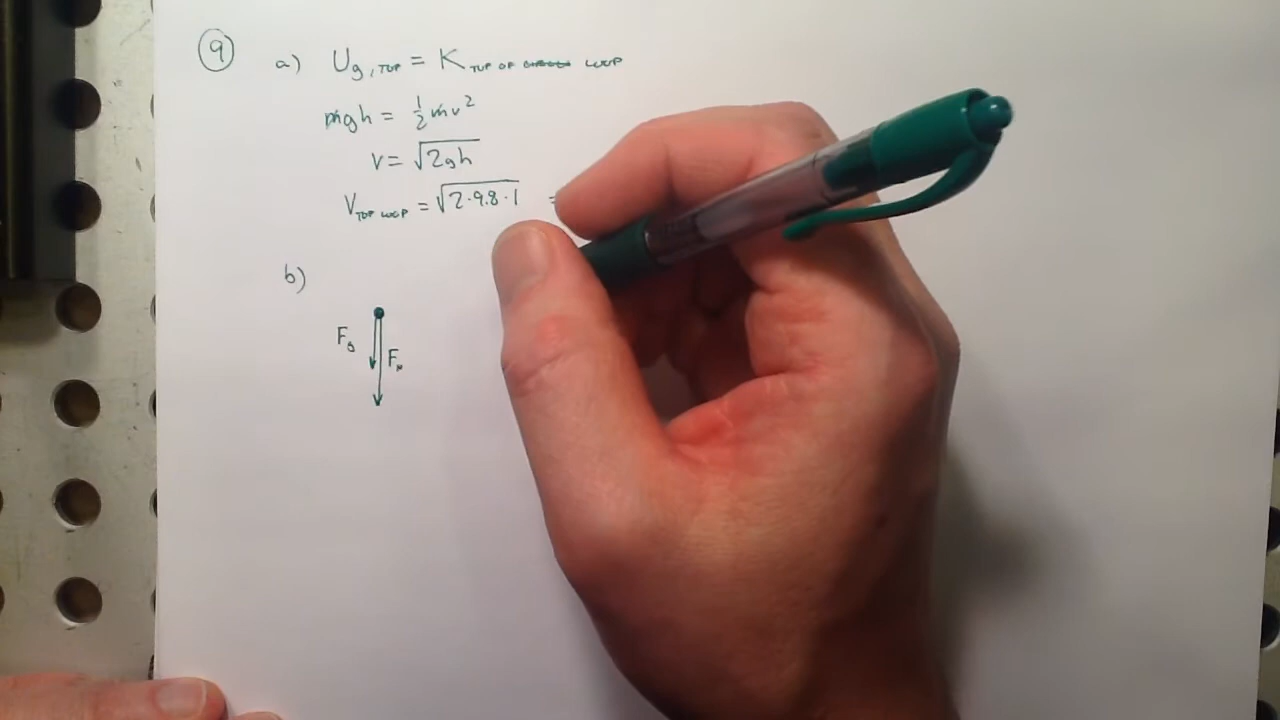 9
a) Ug, TOP = K TOP OF LOOP
mgh = ½mv²
v = √2gh
V TOP LOOP = √2·9.8·1 =
b)
Fg
FN